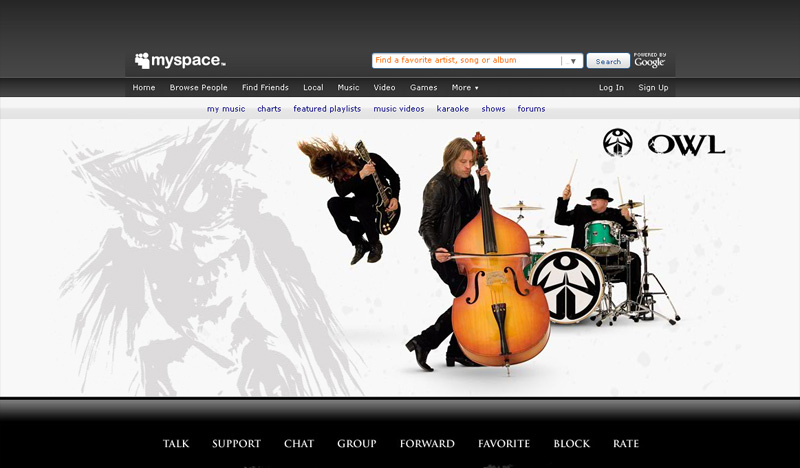 myspace™
Find a favorite artist, song or album
Search
POWERED BY
Google
Home Browse People Find Friends Local Music Video Games More ▾ Log In Sign Up
my music charts featured playlists music videos karaoke shows forums
OWL
TALK SUPPORT CHAT GROUP FORWARD FAVORITE BLOCK RATE